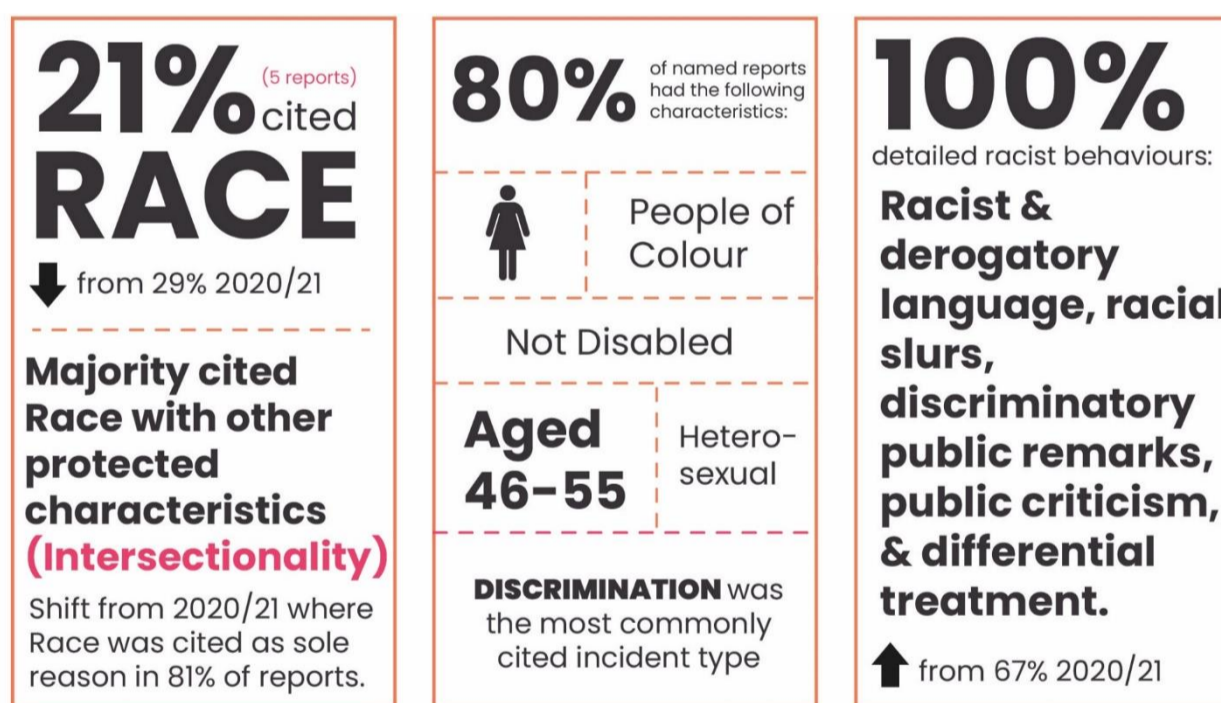 21%
(5 reports)
cited
RACE
from 29% 2020/21
Majority cited
Race with other
protected
characteristics
(Intersectionality)
Shift from 2020/21 where
Race was cited as sole
reason in 81% of reports.
80%
of named reports
had the following
characteristics:
People of
Colour
Not Disabled
Aged
46-55
Hetero-
sexual
DISCRIMINATION was
the most commonly
cited incident type
100%
detailed racist behaviours:
Racist &
derogatory
language, racial
slurs,
discriminatory
public remarks,
public criticism,
& differential
treatment.
from 67% 2020/21